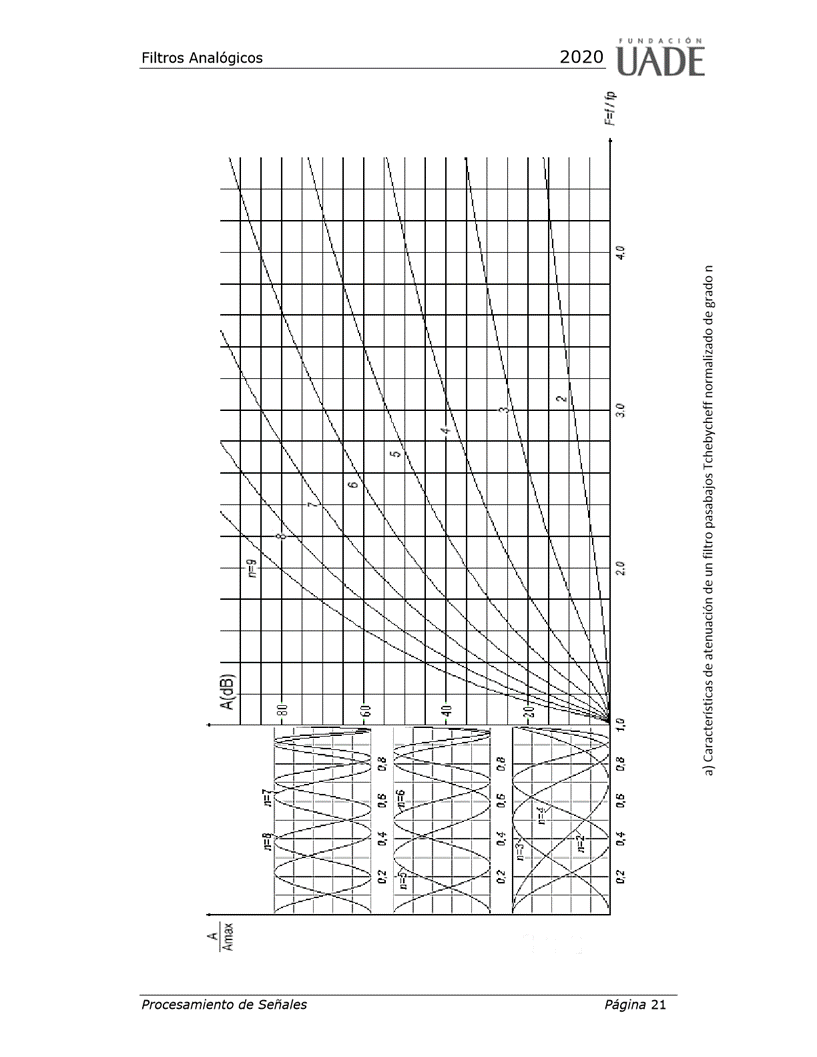 Filtros Analógicos
2020
FUNDACIÓN
UADE
F=f / fp
4.0
3.0
2.0
1.0
2
3
4
5
6
7
8
n=9
A(dB)
80
60
40
20
n=7
n=8
0,8
0,6
0,4
0,2
n=6
n=5
0,8
0,6
0,4
0,2
n=4
n=3
n=2
0,8
0,6
0,4
0,2
A
Amax
a) Características de atenuación de un filtro pasabajos Tchebycheff normalizado de grado n
Procesamiento de Señales
Página 21